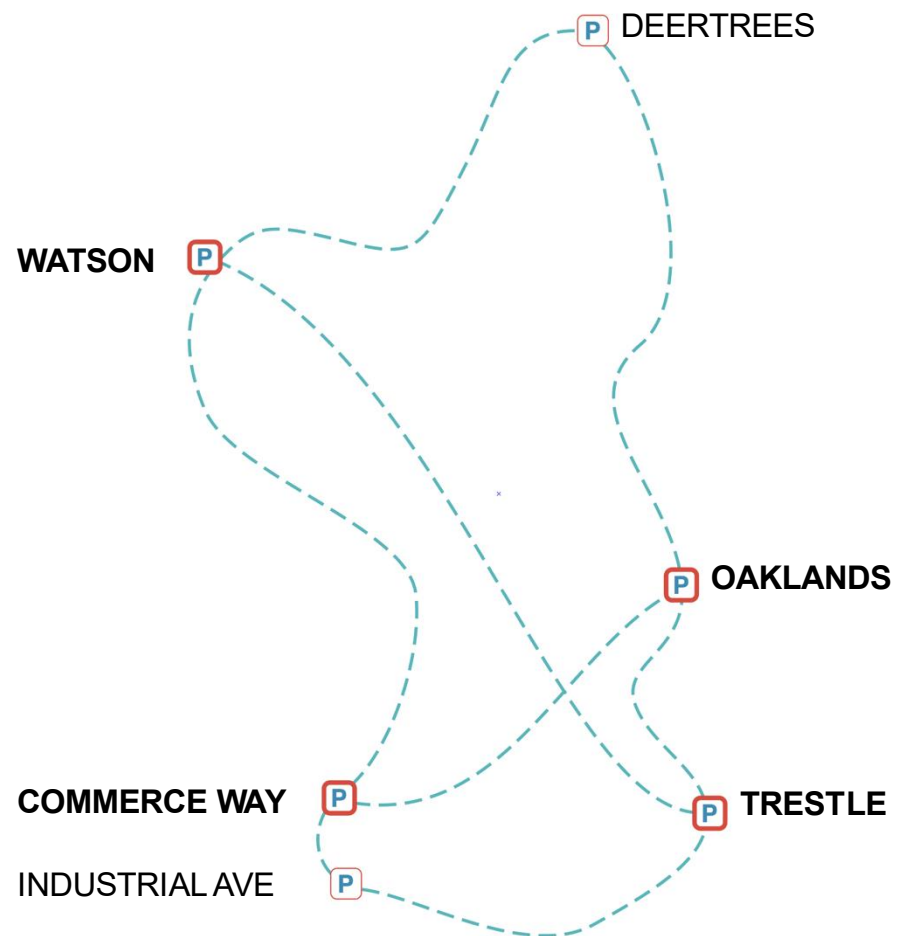 P DEERTREES
WATSON P
P OAKLANDS
COMMERCE WAY P
P TRESTLE
INDUSTRIAL AVE P